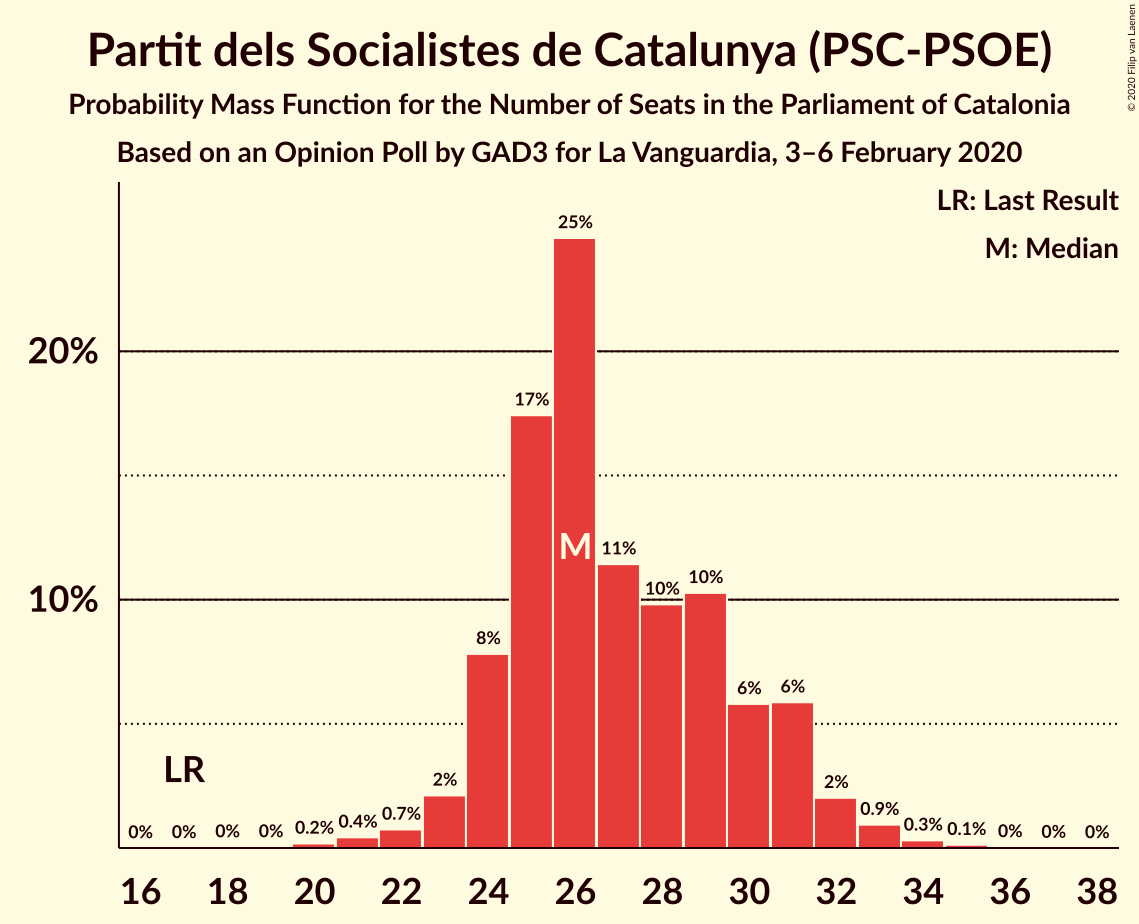 Partit dels Socialistes de Catalunya (PSC-PSOE)
Probability Mass Function for the Number of Seats in the Parliament of Catalonia
Based on an Opinion Poll by GAD3 for La Vanguardia, 3–6 February 2020
© 2020 Filip van Laenen
LR: Last Result
M: Median
20%
10%
LR
M
0% 0% 0% 0% 0.2% 0.4% 0.7% 2% 8% 17% 25% 11% 10% 10% 6% 6% 2% 0.9% 0.3% 0.1% 0% 0% 0%
16 18 20 22 24 26 28 30 32 34 36 38